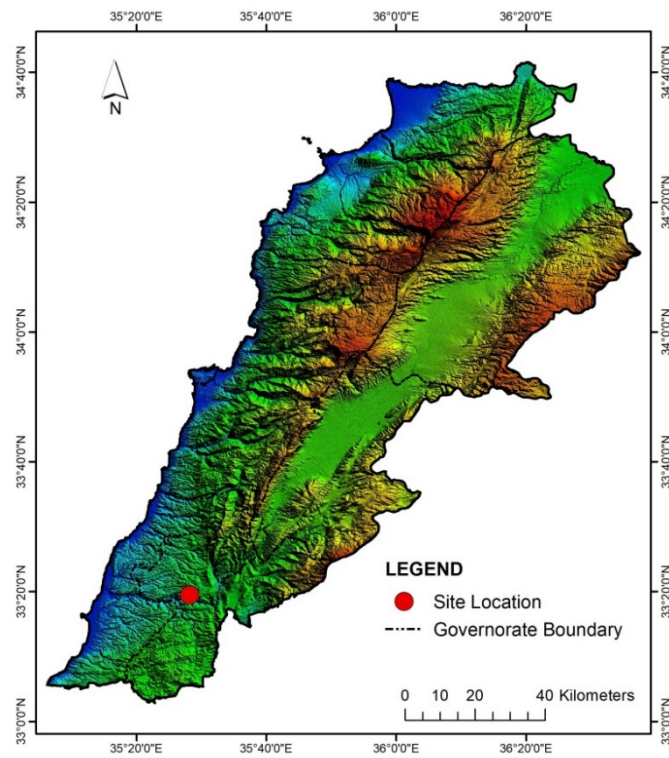 35°20'0"E 35°40'0"E 36°0'0"E 36°20'0"E
34°40'0"N 34°40'0"N
N
34°20'0"N 34°20'0"N
34°0'0"N 34°0'0"N
33°40'0"N 33°40'0"N
33°20'0"N 33°20'0"N
LEGEND
Site Location
Governorate Boundary
0 10 20 40 Kilometers
33°0'0"N 33°0'0"N
35°20'0"E 35°40'0"E 36°0'0"E 36°20'0"E